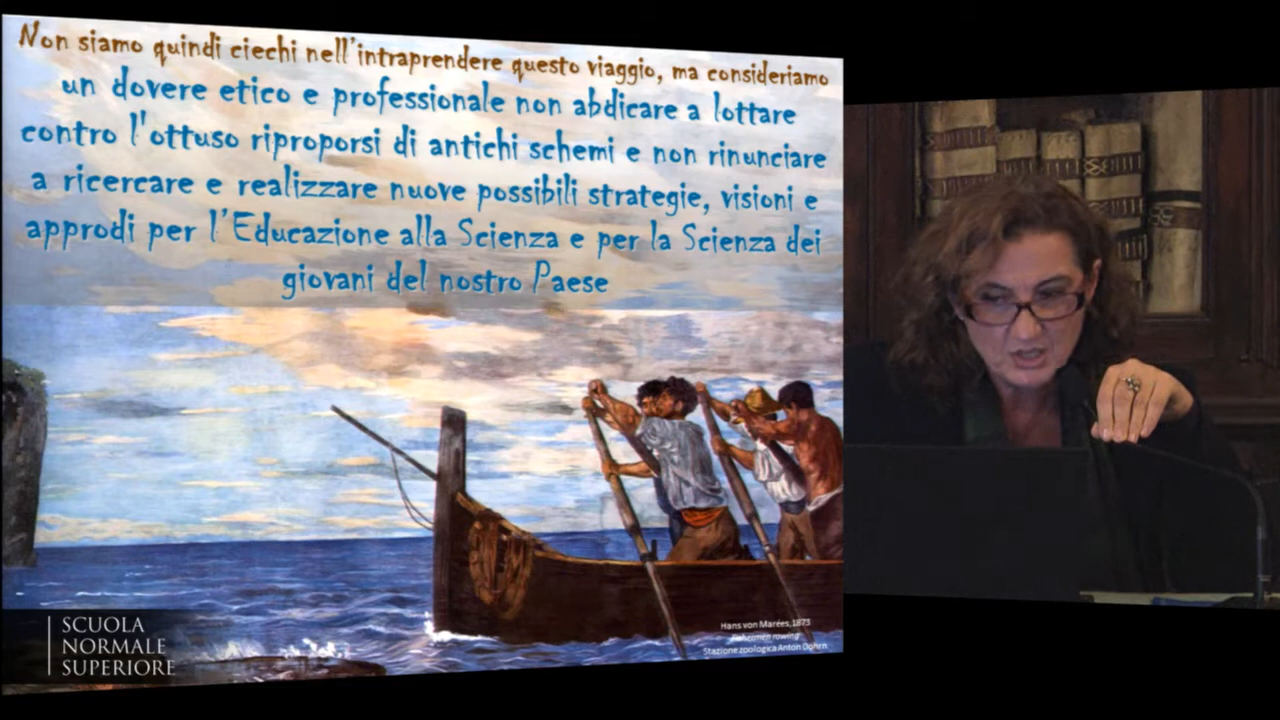 Non siamo quindi ciechi nell'intraprendere questo viaggio, ma consideriamo
un dovere etico e professionale non abdicare a lottare
contro l'ottuso riproporsi di antichi schemi e non rinunciare
a ricercare e realizzare nuove possibili strategie, visioni e
approdi per l'Educazione alla Scienza e per la Scienza dei
giovani del nostro Paese
Hans von Marées, 1873
Fishermen rowing
Stazione zoologica Anton Dohrn
SCUOLA
NORMALE
SUPERIORE